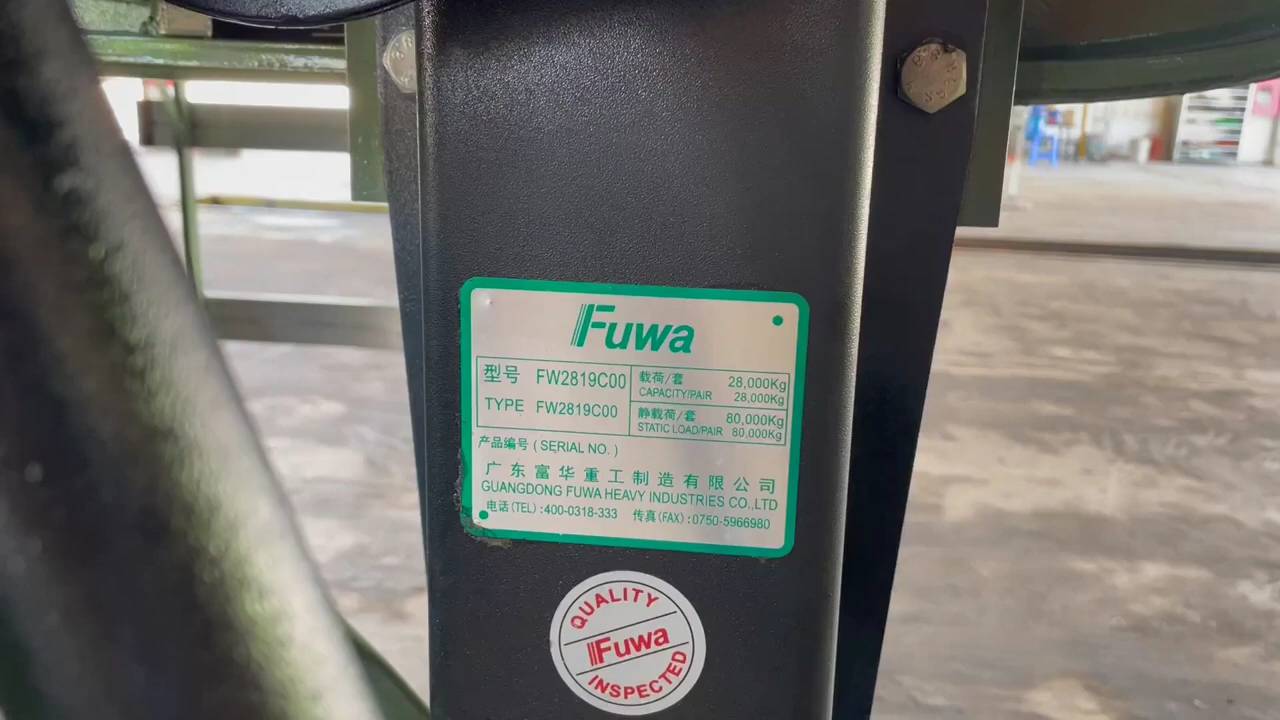 Fuwa
型号 FW2819C00
TYPE FW2819C00
载荷/套 28,000Kg
CAPACITY/PAIR 28,000Kg
静载荷/套 80,000Kg
STATIC LOAD/PAIR 80,000Kg
产品编号 (SERIAL NO.)
广东富华重工制造有限公司
GUANGDONG FUWA HEAVY INDUSTRIES CO.,LTD
电话(TEL):400-0318-333 传真(FAX):0750-5966980
QUALITY
Fuwa
INSPECTED